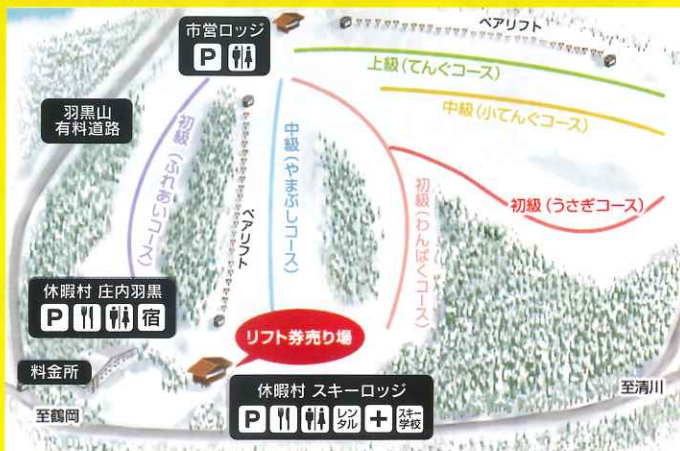 市営ロッジ
P
ペアリフト
上級(てんぐコース)
中級(小てんぐコース)
羽黒山
有料道路
初級(ふれあいコース)
ペアリフト
中級(やまぶしコース)
初級(わんぱくコース)
初級(うさぎコース)
休暇村 庄内羽黒
P 宿
リフト券売り場
料金所
休暇村 スキーロッジ
P レンタル + スキー学校
至鶴岡
至清川